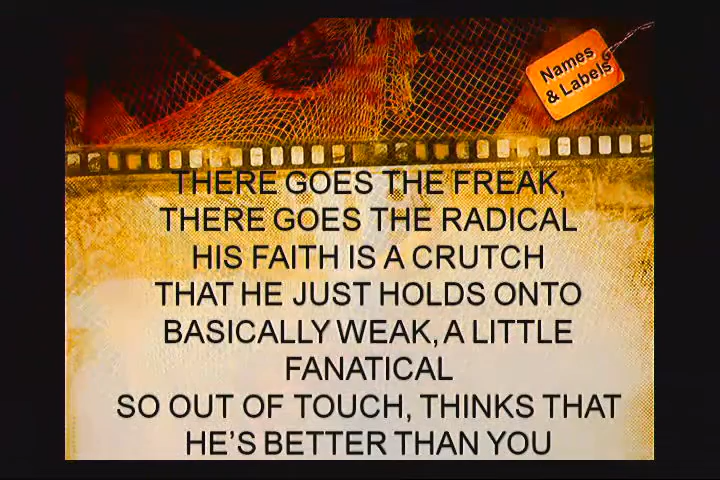 Names
& Labels
THERE GOES THE FREAK,
THERE GOES THE RADICAL
HIS FAITH IS A CRUTCH
THAT HE JUST HOLDS ONTO
BASICALLY WEAK, A LITTLE
FANATICAL
SO OUT OF TOUCH, THINKS THAT
HE'S BETTER THAN YOU